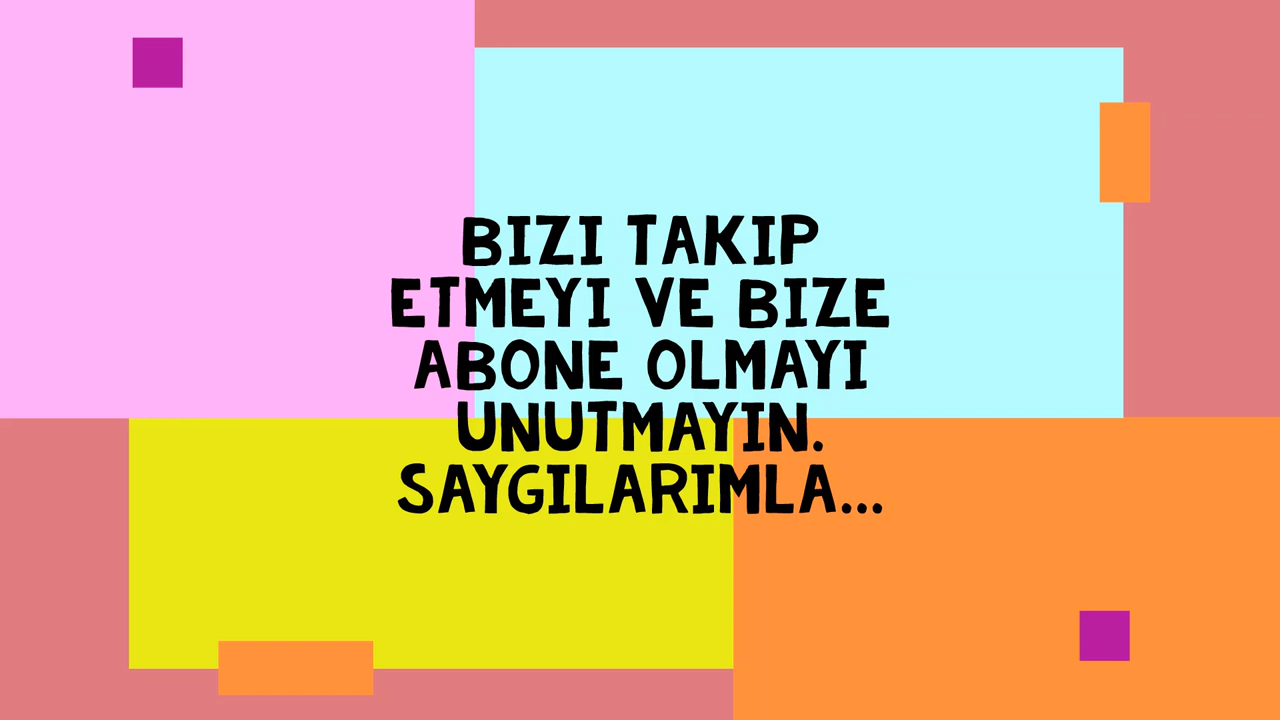 BIZI TAKIP
ETMEYI VE BIZE
ABONE OLMAYI
UNUTMAYIN.
SAYGILARIMLA...